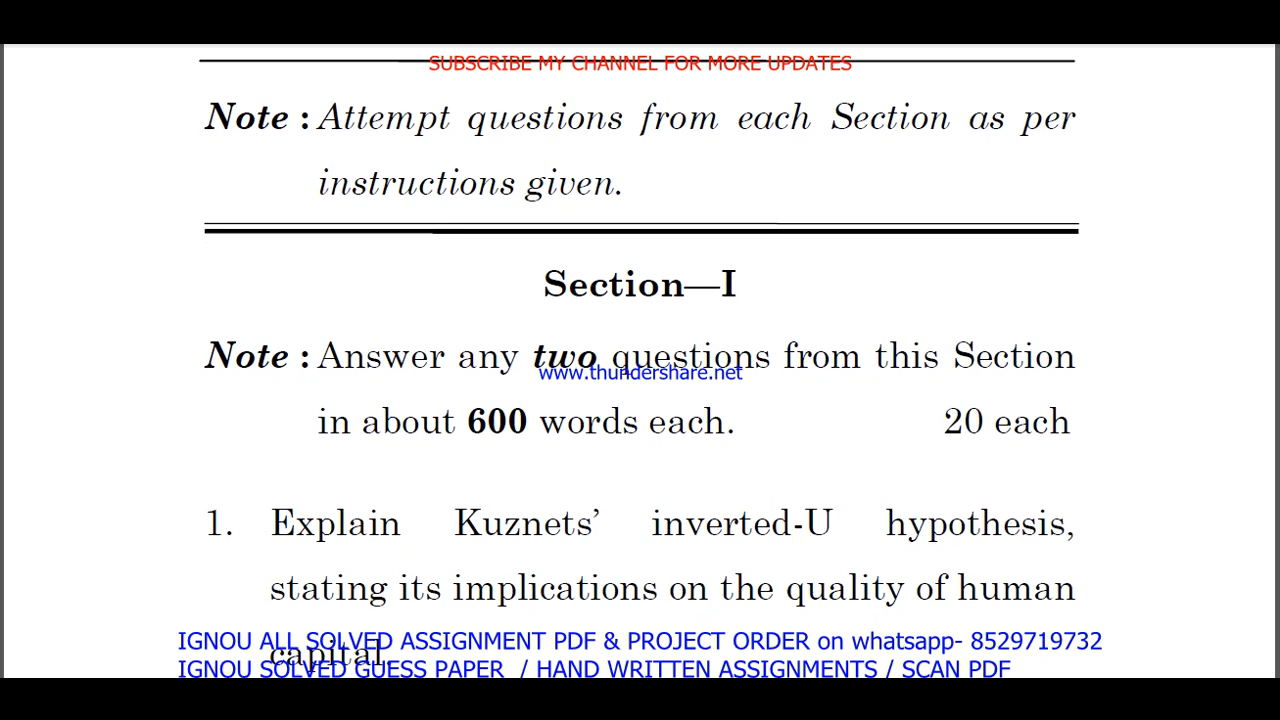 SUBSCRIBE MY CHANNEL FOR MORE UPDATES
Note : Attempt questions from each Section as per
instructions given.
Section—I
Note : Answer any two questions from this Section
www.thundershare.net
in about 600 words each. 20 each
1. Explain Kuznets’ inverted-U hypothesis,
stating its implications on the quality of human
IGNOU ALL SOLVED ASSIGNMENT PDF & PROJECT ORDER on whatsapp- 8529719732
capital.
IGNOU SOLVED GUESS PAPER / HAND WRITTEN ASSIGNMENTS / SCAN PDF